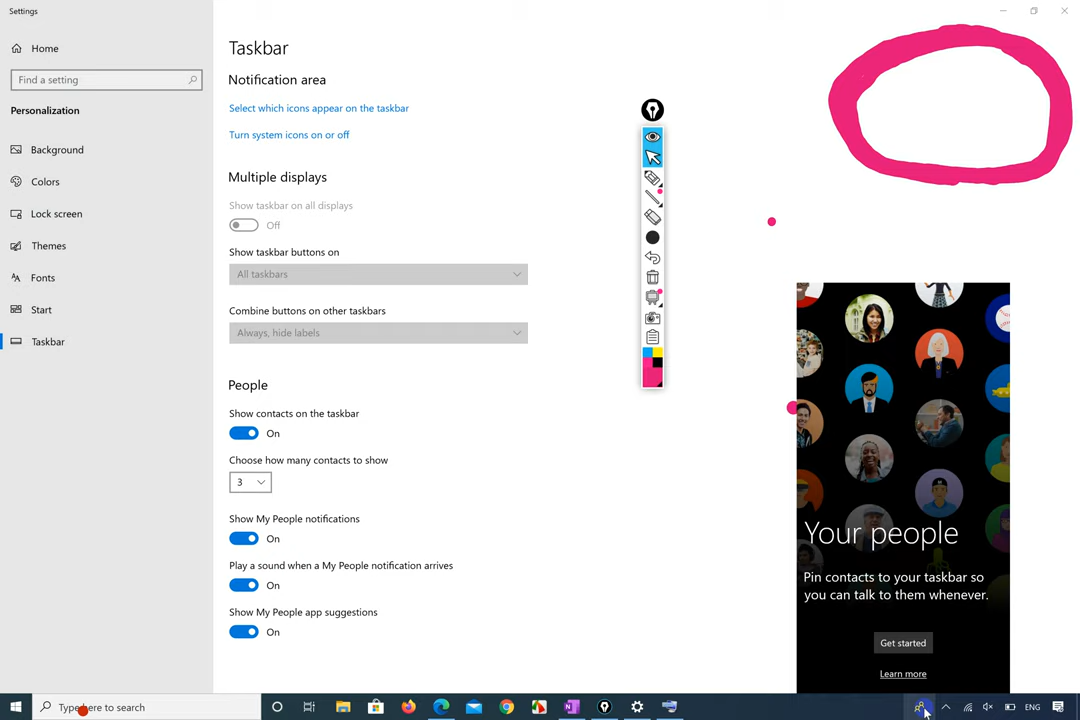 Settings
Home
Find a setting
Personalization
Background
Colors
Lock screen
Themes
Fonts
Start
Taskbar
Taskbar
Notification area
Select which icons appear on the taskbar
Turn system icons on or off
Multiple displays
Show taskbar on all displays
Off
Show taskbar buttons on
All taskbars
Combine buttons on other taskbars
Always, hide labels
People
Show contacts on the taskbar
On
Choose how many contacts to show
3
Show My People notifications
On
Play a sound when a My People notification arrives
On
Show My People app suggestions
On
Your people
Pin contacts to your taskbar so
you can talk to them whenever.
Get started
Learn more
Type here to search
ENG